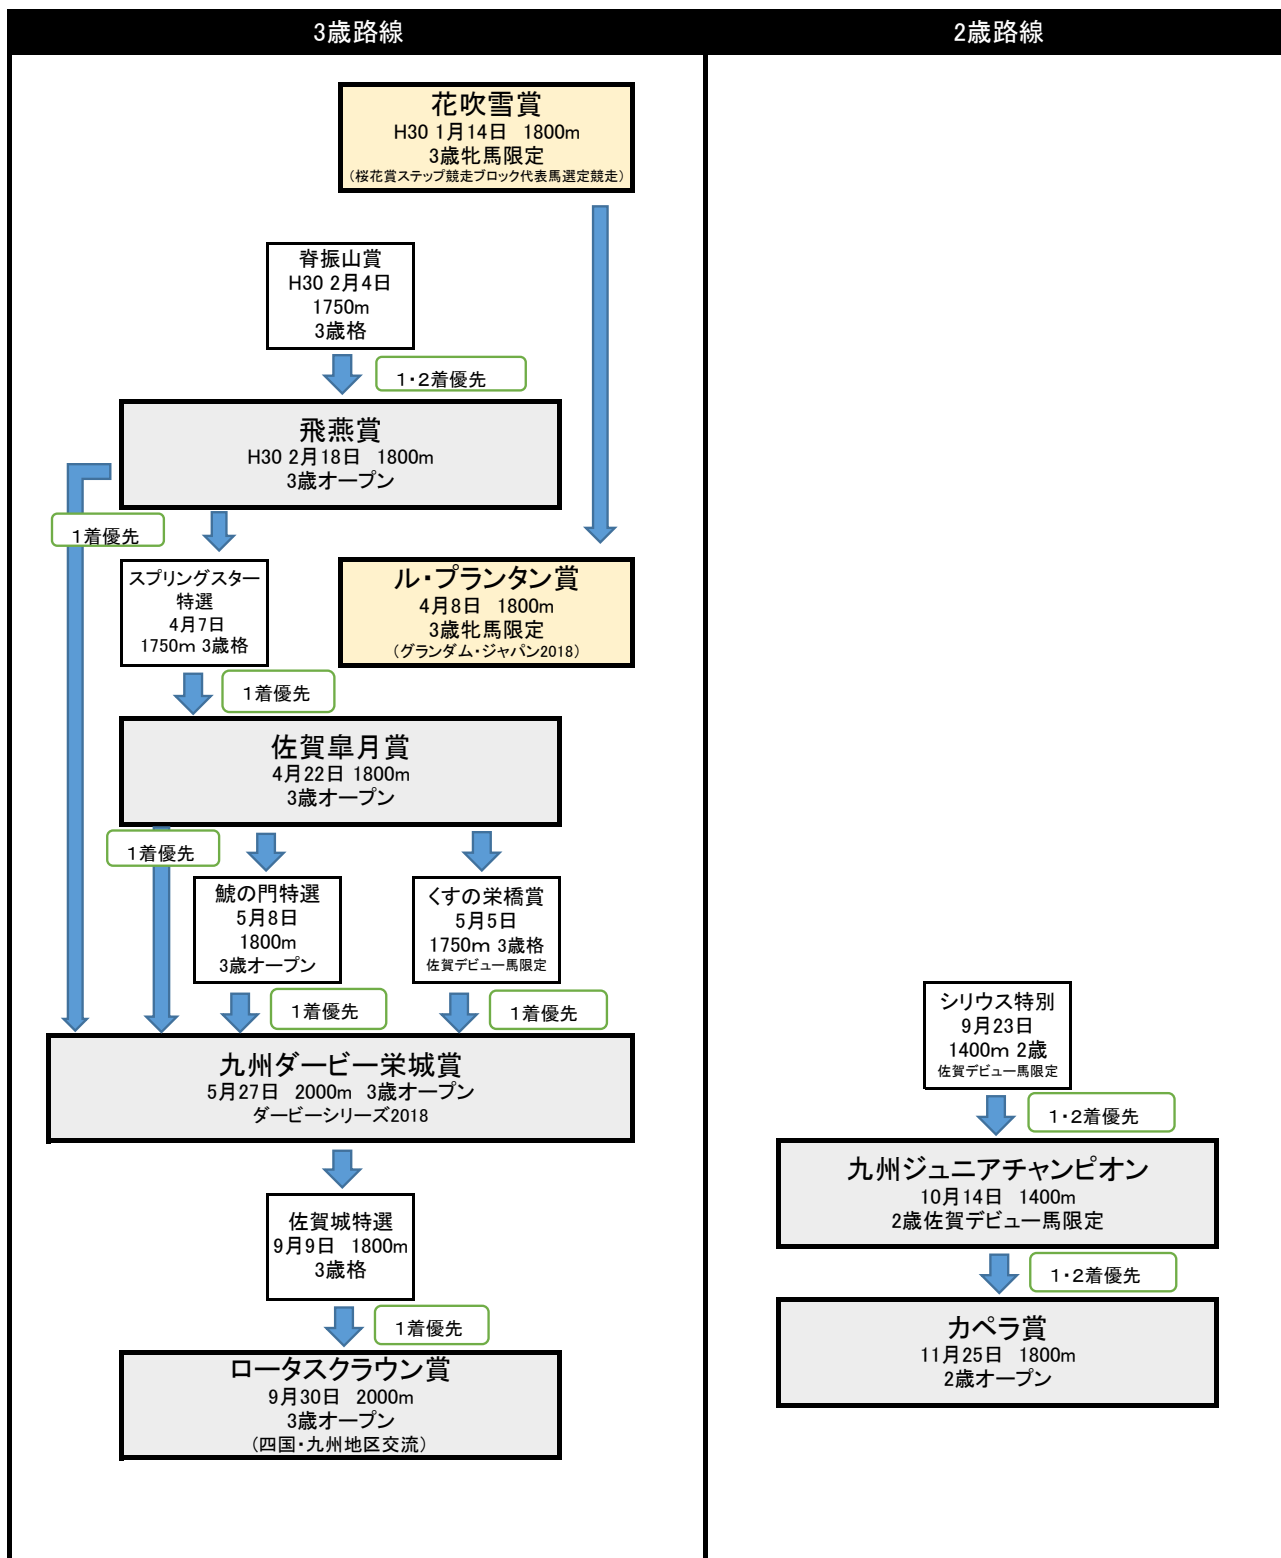 3歳路線
2歳路線
花吹雪賞
H30 1月14日 1800m
3歳牝馬限定
(桜花賞ステップ競走ブロック代表馬選定競走)
脊振山賞
H30 2月4日
1750m
3歳格
1・2着優先
飛燕賞
H30 2月18日 1800m
3歳オープン
1着優先
スプリングスター
特選
4月7日
1750m 3歳格
ル・プランタン賞
4月8日 1800m
3歳牝馬限定
(グランダム・ジャパン2018)
1着優先
佐賀皐月賞
4月22日 1800m
3歳オープン
1着優先
鯱の門特選
5月8日
1800m
3歳オープン
くすの栄橋賞
5月5日
1750m 3歳格
佐賀デビュー馬限定
1着優先
1着優先
九州ダービー栄城賞
5月27日 2000m 3歳オープン
ダービーシリーズ2018
佐賀城特選
9月9日 1800m
3歳格
1着優先
ロータスクラウン賞
9月30日 2000m
3歳オープン
(四国・九州地区交流)
シリウス特別
9月23日
1400m 2歳
佐賀デビュー馬限定
1・2着優先
九州ジュニアチャンピオン
10月14日 1400m
2歳佐賀デビュー馬限定
1・2着優先
カペラ賞
11月25日 1800m
2歳オープン